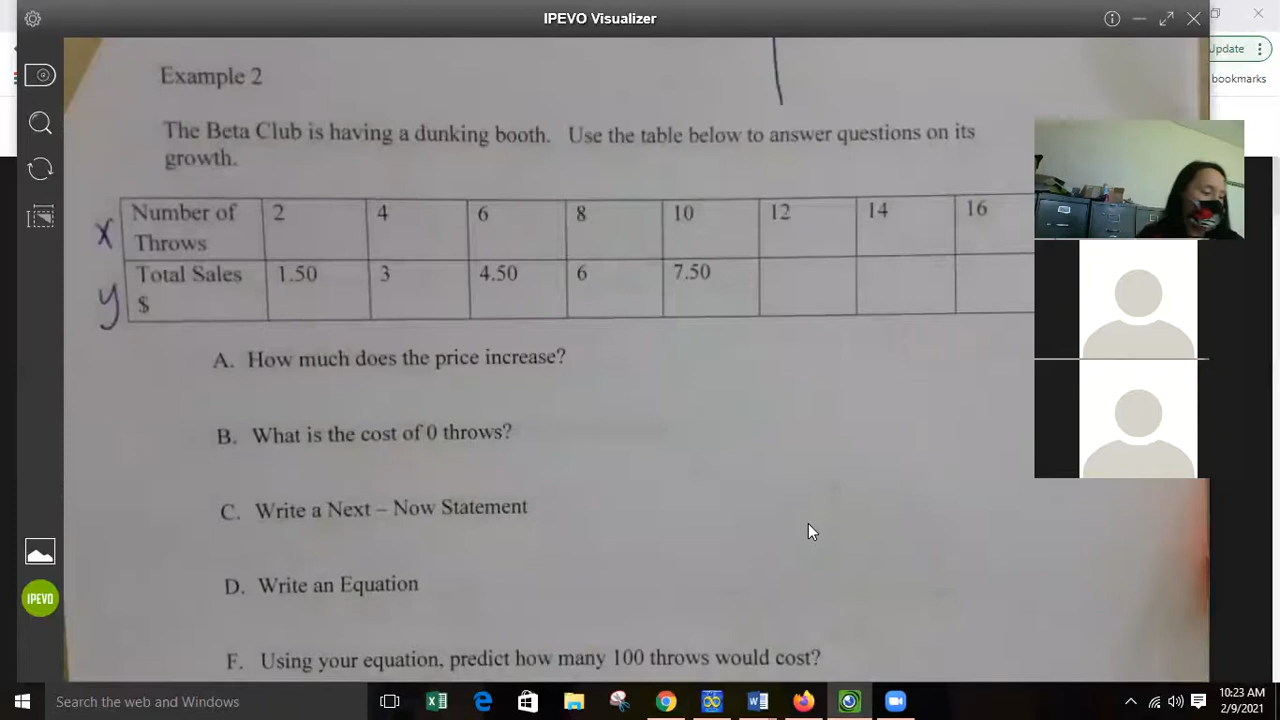 IPEVO Visualizer
Update
bookmarks
Example 2
The Beta Club is having a dunking booth. Use the table below to answer questions on its
growth.
x Number of Throws 2 4 6 8 10 12 14 16
y Total Sales $ 1.50 3 4.50 6 7.50
A. How much does the price increase?
B. What is the cost of 0 throws?
C. Write a Next – Now Statement
D. Write an Equation
F. Using your equation, predict how many 100 throws would cost?
IPEVO
Search the web and Windows
10:23 AM
2/9/2021